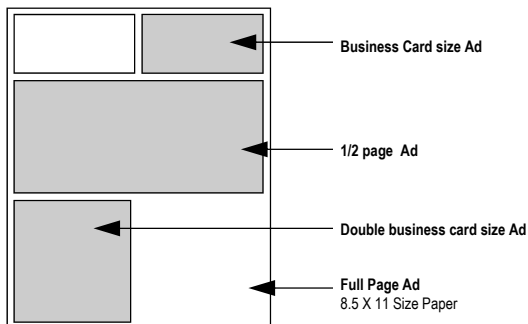 Business Card size Ad
1/2 page Ad
Double business card size Ad
Full Page Ad
8.5 X 11 Size Paper